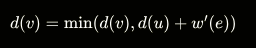 d(v) = min(d(v), d(u) + w′(e))